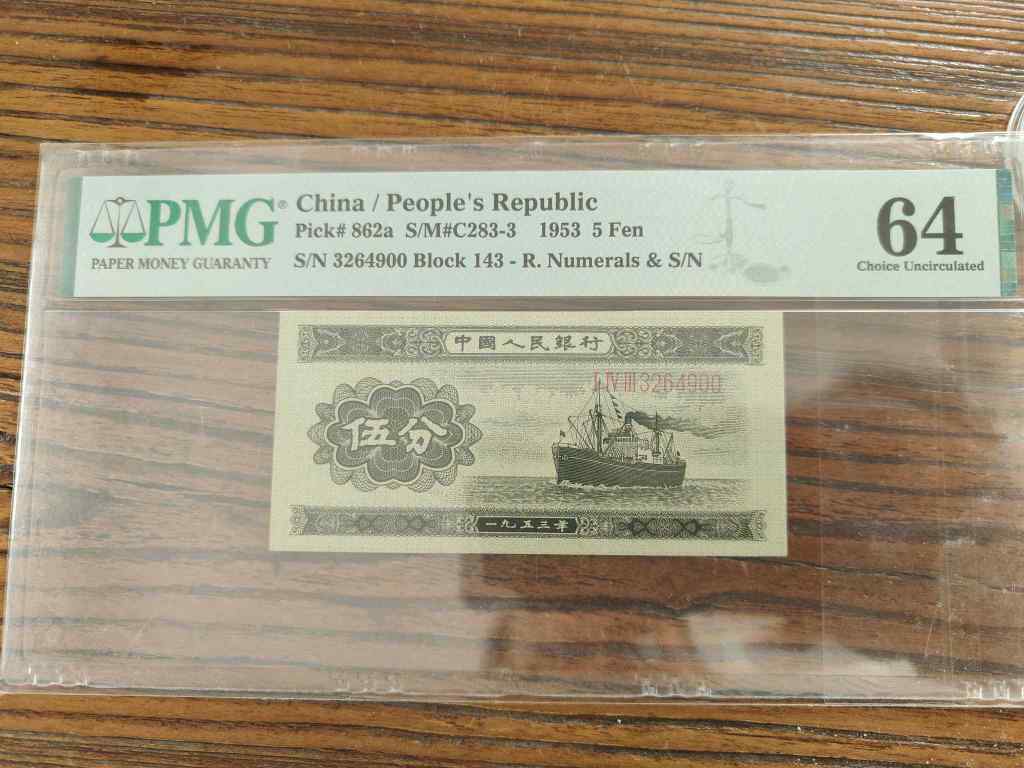 PMG®
PAPER MONEY GUARANTY
China / People's Republic
Pick# 862a S/M#C283-3 1953 5 Fen
S/N 3264900 Block 143 - R. Numerals & S/N
64
Choice Uncirculated
中國人民銀行
I IV III 3264900
伍分
一九五三年